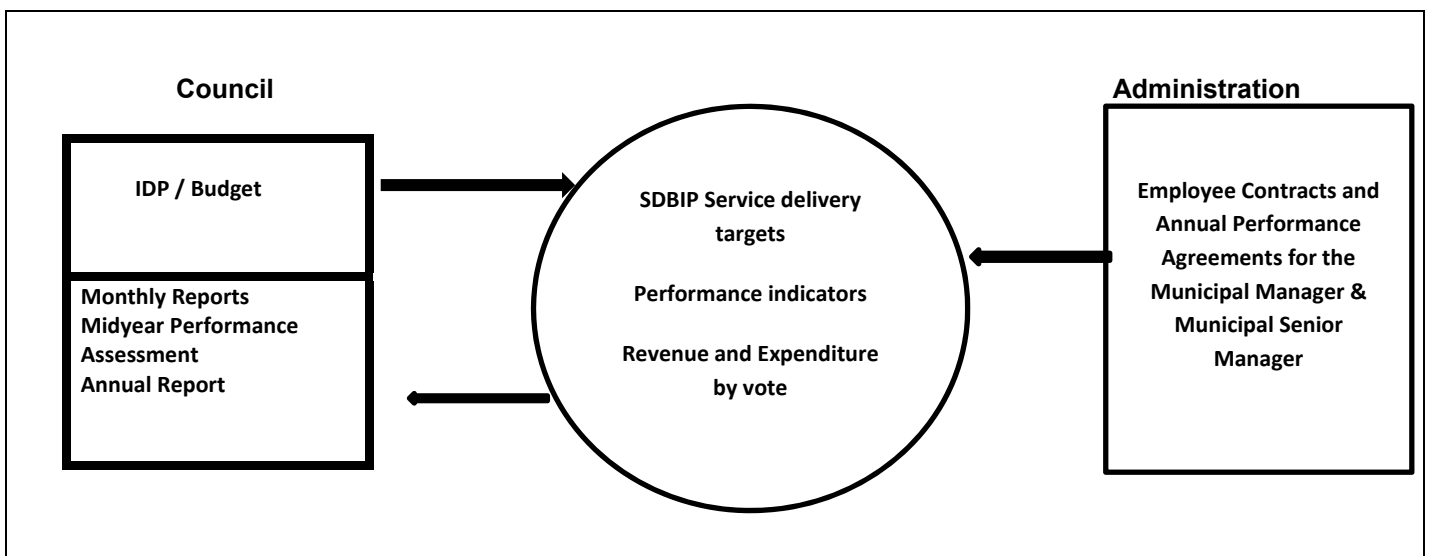 Council
IDP / Budget
Monthly Reports
Midyear Performance
Assessment
Annual Report
SDBIP Service delivery
targets
Performance indicators
Revenue and Expenditure
by vote
Administration
Employee Contracts and
Annual Performance
Agreements for the
Municipal Manager &
Municipal Senior
Manager